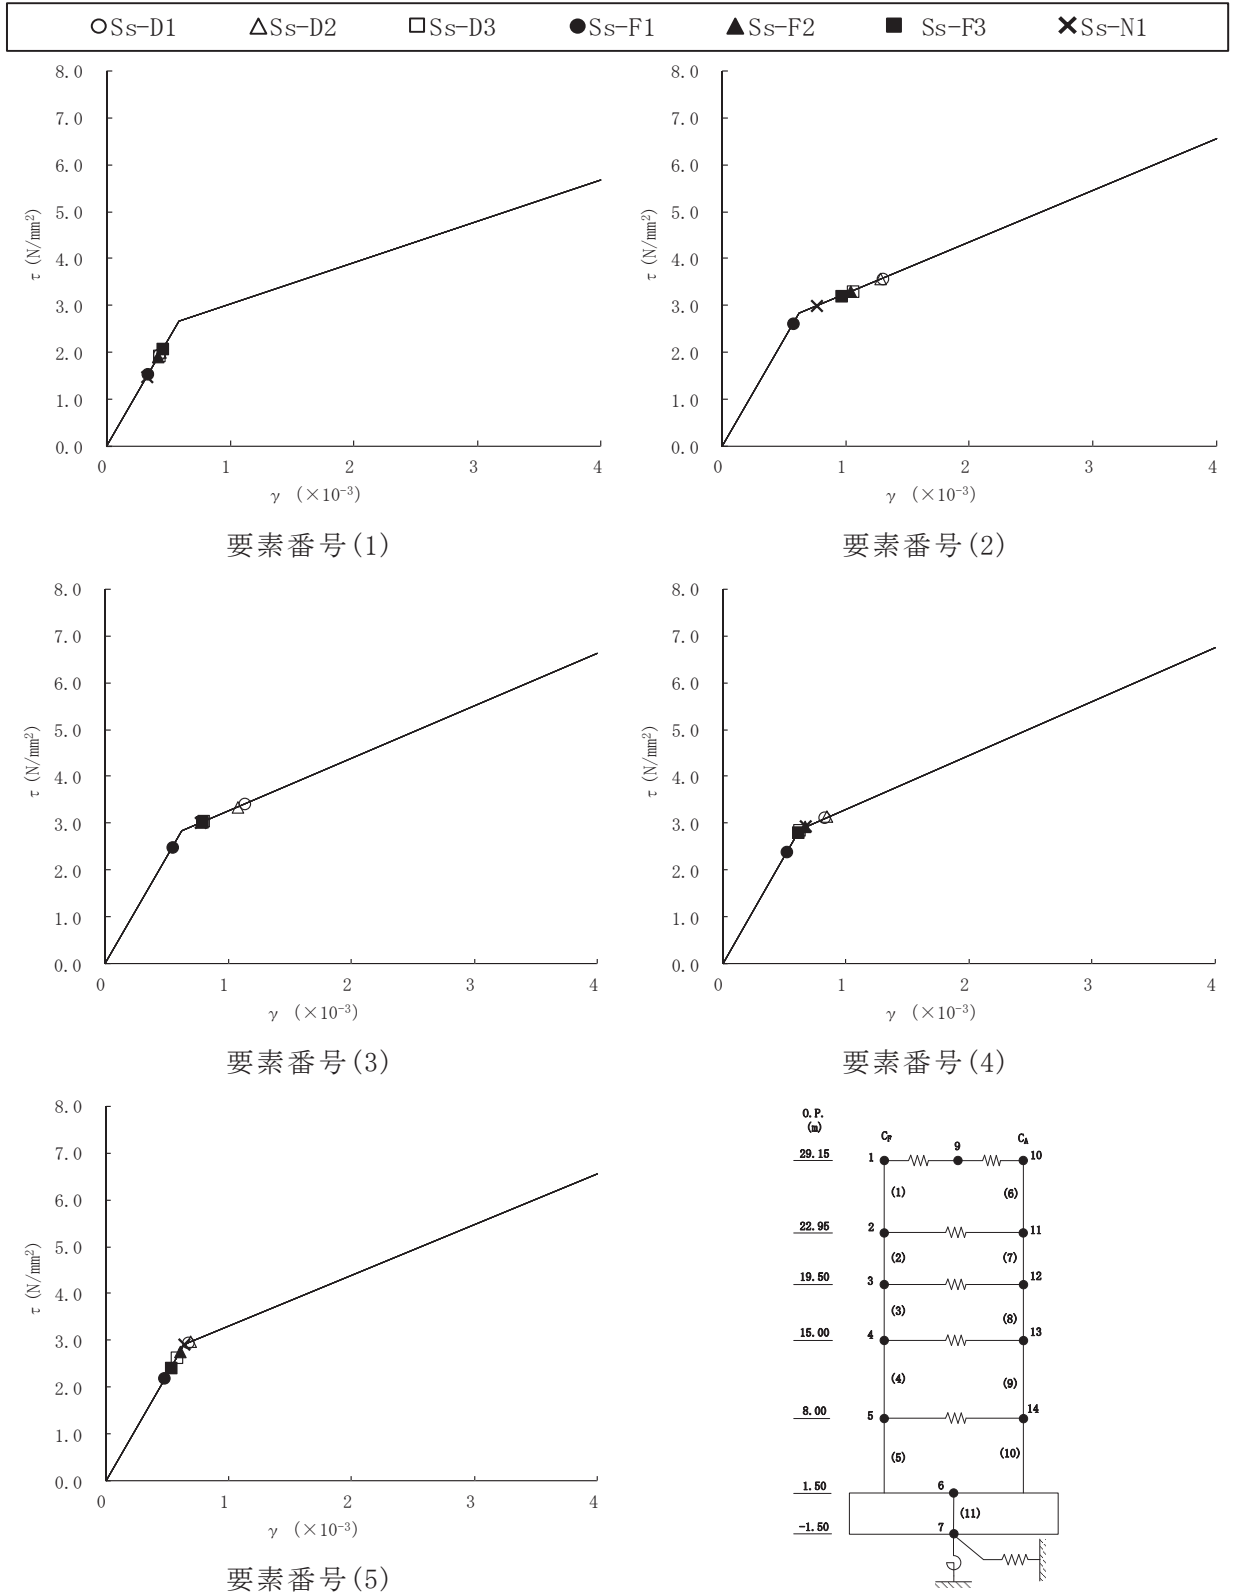 ○Ss-D1 △Ss-D2 □Ss-D3 ●Ss-F1 ▲Ss-F2 ■ Ss-F3 ×Ss-N1
8.0
7.0
6.0
5.0
4.0
3.0
2.0
1.0
0.0
τ (N/mm²)
0 1 2 3 4
γ (×10⁻³)
要素番号(1)
8.0
7.0
6.0
5.0
4.0
3.0
2.0
1.0
0.0
τ (N/mm²)
0 1 2 3 4
γ (×10⁻³)
要素番号(2)
8.0
7.0
6.0
5.0
4.0
3.0
2.0
1.0
0.0
τ (N/mm²)
0 1 2 3 4
γ (×10⁻³)
要素番号(3)
8.0
7.0
6.0
5.0
4.0
3.0
2.0
1.0
0.0
τ (N/mm²)
0 1 2 3 4
γ (×10⁻³)
要素番号(4)
8.0
7.0
6.0
5.0
4.0
3.0
2.0
1.0
0.0
τ (N/mm²)
0 1 2 3 4
γ (×10⁻³)
要素番号(5)
O.P.
(m)
C_F 9 C_A
29.15 1 10
(1) (6)
22.95 2 11
(2) (7)
19.50 3 12
(3) (8)
15.00 4 13
(4) (9)
8.00 5 14
(5) (10)
1.50 6
(11)
-1.50 7